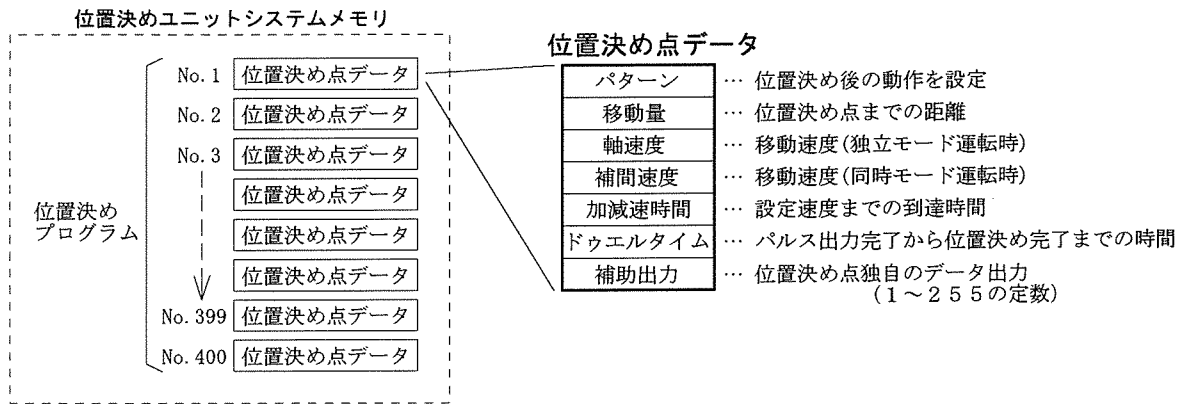 位置決めユニットシステムメモリ
No. 1 位置決め点データ
No. 2 位置決め点データ
No. 3 位置決め点データ
位置決め点データ
位置決め点データ
位置決め点データ
No. 399 位置決め点データ
No. 400 位置決め点データ
位置決め
プログラム
位置決め点データ
パターン … 位置決め後の動作を設定
移動量 … 位置決め点までの距離
軸速度 … 移動速度(独立モード運転時)
補間速度 … 移動速度(同時モード運転時)
加減速時間 … 設定速度までの到達時間
ドゥエルタイム … パルス出力完了から位置決め完了までの時間
補助出力 … 位置決め点独自のデータ出力
(1～255の定数)